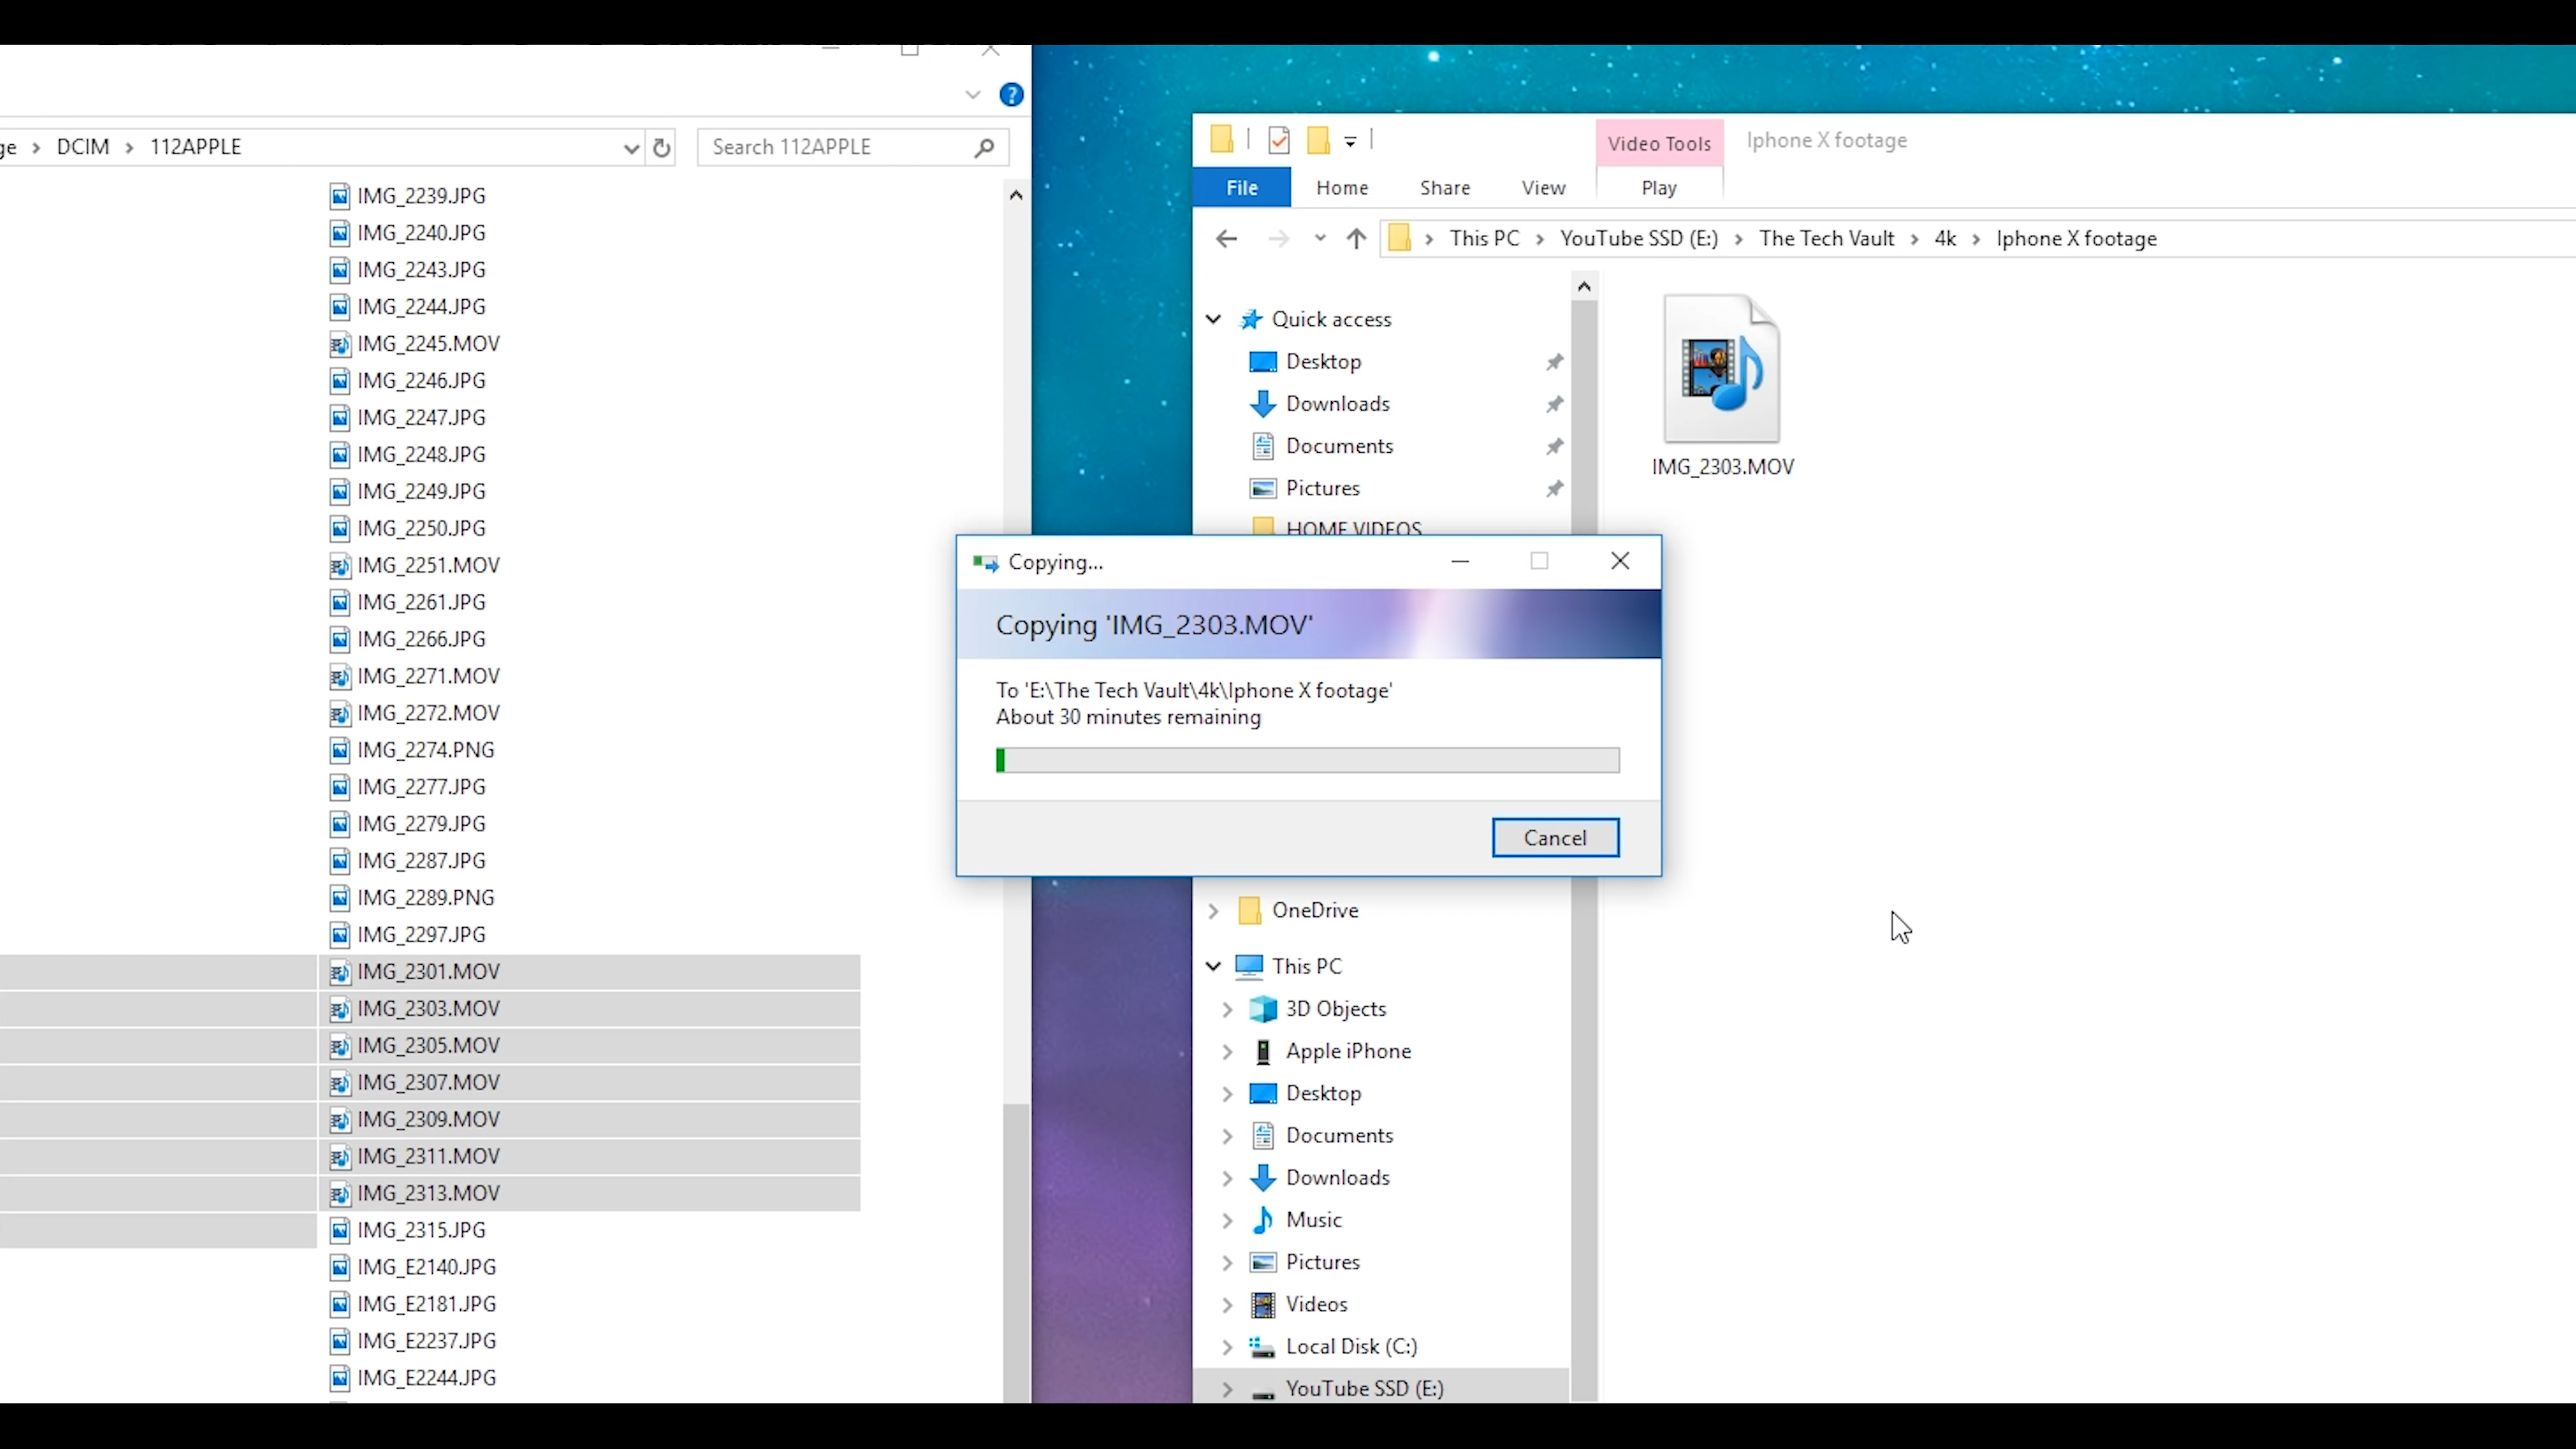 ge > DCIM > 112APPLE
Search 112APPLE
IMG_2239.JPG
IMG_2240.JPG
IMG_2243.JPG
IMG_2244.JPG
IMG_2245.MOV
IMG_2246.JPG
IMG_2247.JPG
IMG_2248.JPG
IMG_2249.JPG
IMG_2250.JPG
IMG_2251.MOV
IMG_2261.JPG
IMG_2266.JPG
IMG_2271.MOV
IMG_2272.MOV
IMG_2274.PNG
IMG_2277.JPG
IMG_2279.JPG
IMG_2287.JPG
IMG_2289.PNG
IMG_2297.JPG
IMG_2301.MOV
IMG_2303.MOV
IMG_2305.MOV
IMG_2307.MOV
IMG_2309.MOV
IMG_2311.MOV
IMG_2313.MOV
IMG_2315.JPG
IMG_E2140.JPG
IMG_E2181.JPG
IMG_E2237.JPG
IMG_E2244.JPG
Video Tools
Iphone X footage
File Home Share View Play
This PC > YouTube SSD (E:) > The Tech Vault > 4k > Iphone X footage
Quick access
Desktop
Downloads
Documents
Pictures
HOME VIDEOS
IMG_2303.MOV
Copying...
Copying 'IMG_2303.MOV'
To 'E:\The Tech Vault\4k\Iphone X footage'
About 30 minutes remaining
Cancel
OneDrive
This PC
3D Objects
Apple iPhone
Desktop
Documents
Downloads
Music
Pictures
Videos
Local Disk (C:)
YouTube SSD (E:)